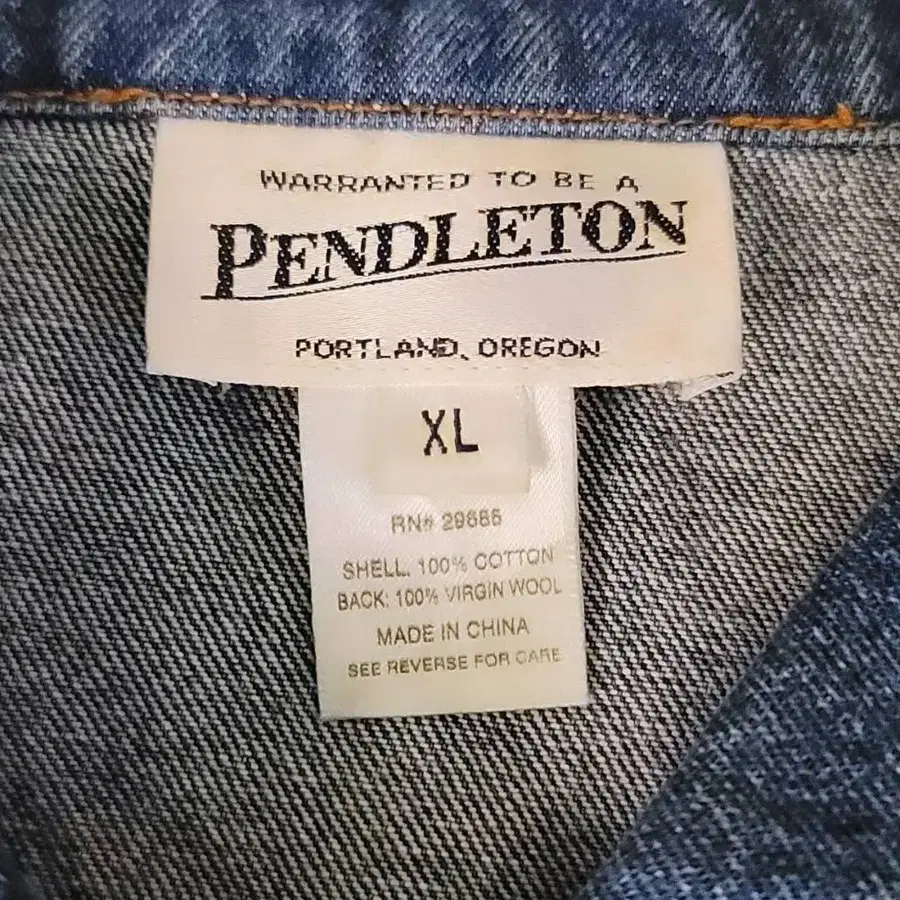 WARRANTED TO BE A
PENDLETON
PORTLAND, OREGON
XL
RN# 29685
SHELL. 100% COTTON
BACK: 100% VIRGIN WOOL
MADE IN CHINA
SEE REVERSE FOR CARE